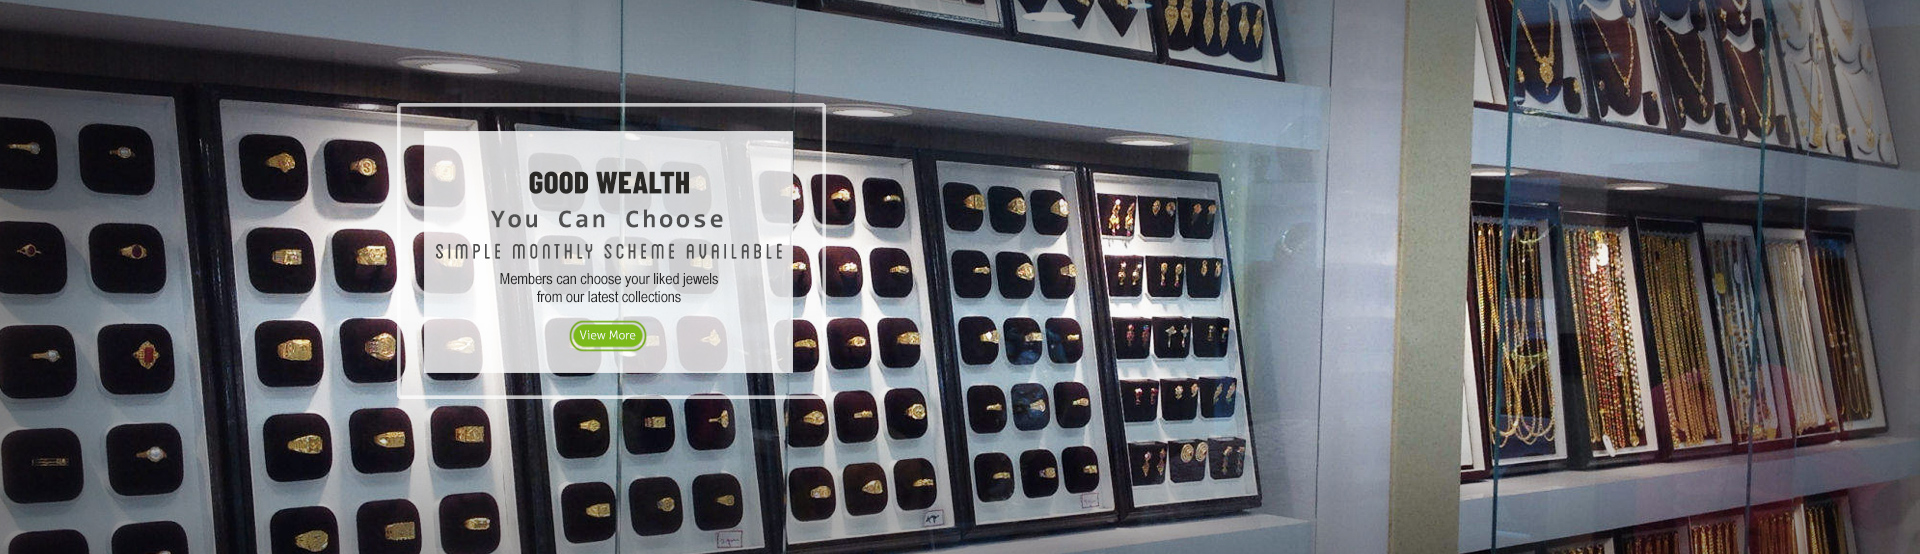 GOOD WEALTH
You Can Choose
SIMPLE MONTHLY SCHEME AVAILABLE
Members can choose your liked jewels
from our latest collections
View More